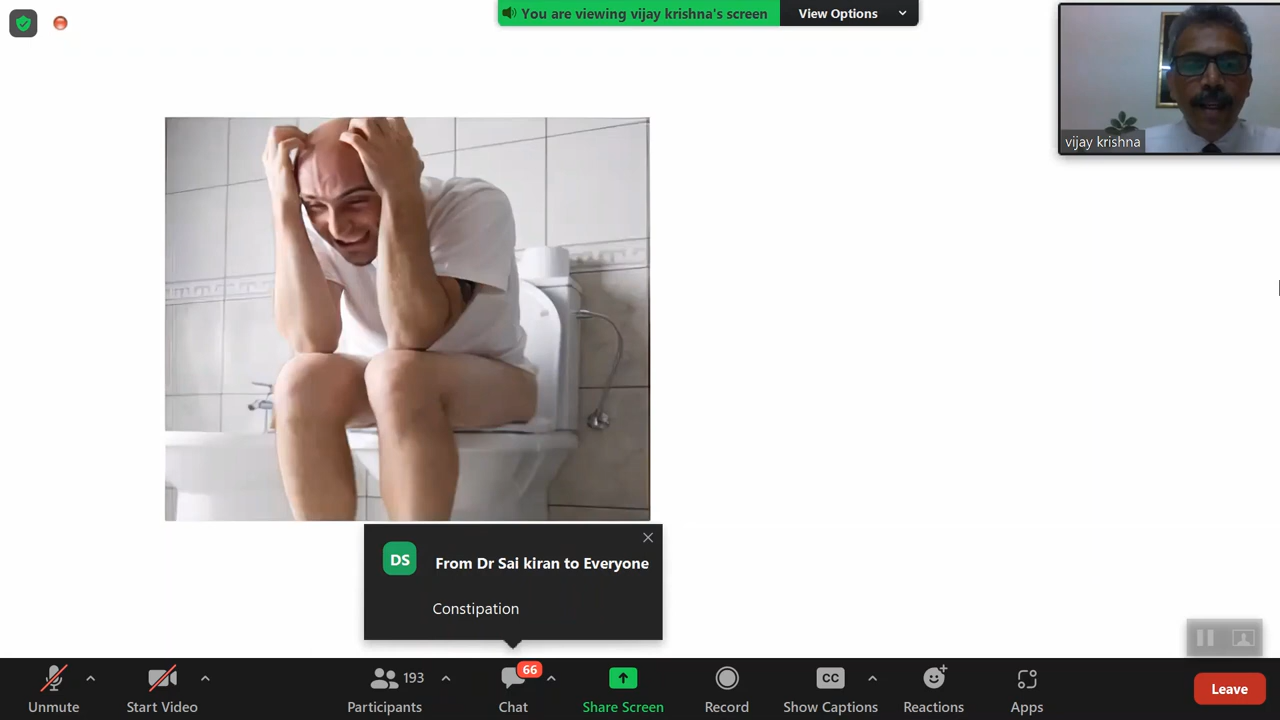 You are viewing vijay krishna's screen
View Options
vijay krishna
DS
From Dr Sai kiran to Everyone
Constipation
Unmute
Start Video
193
Participants
66
Chat
Share Screen
Record
CC
Show Captions
Reactions
Apps
Leave